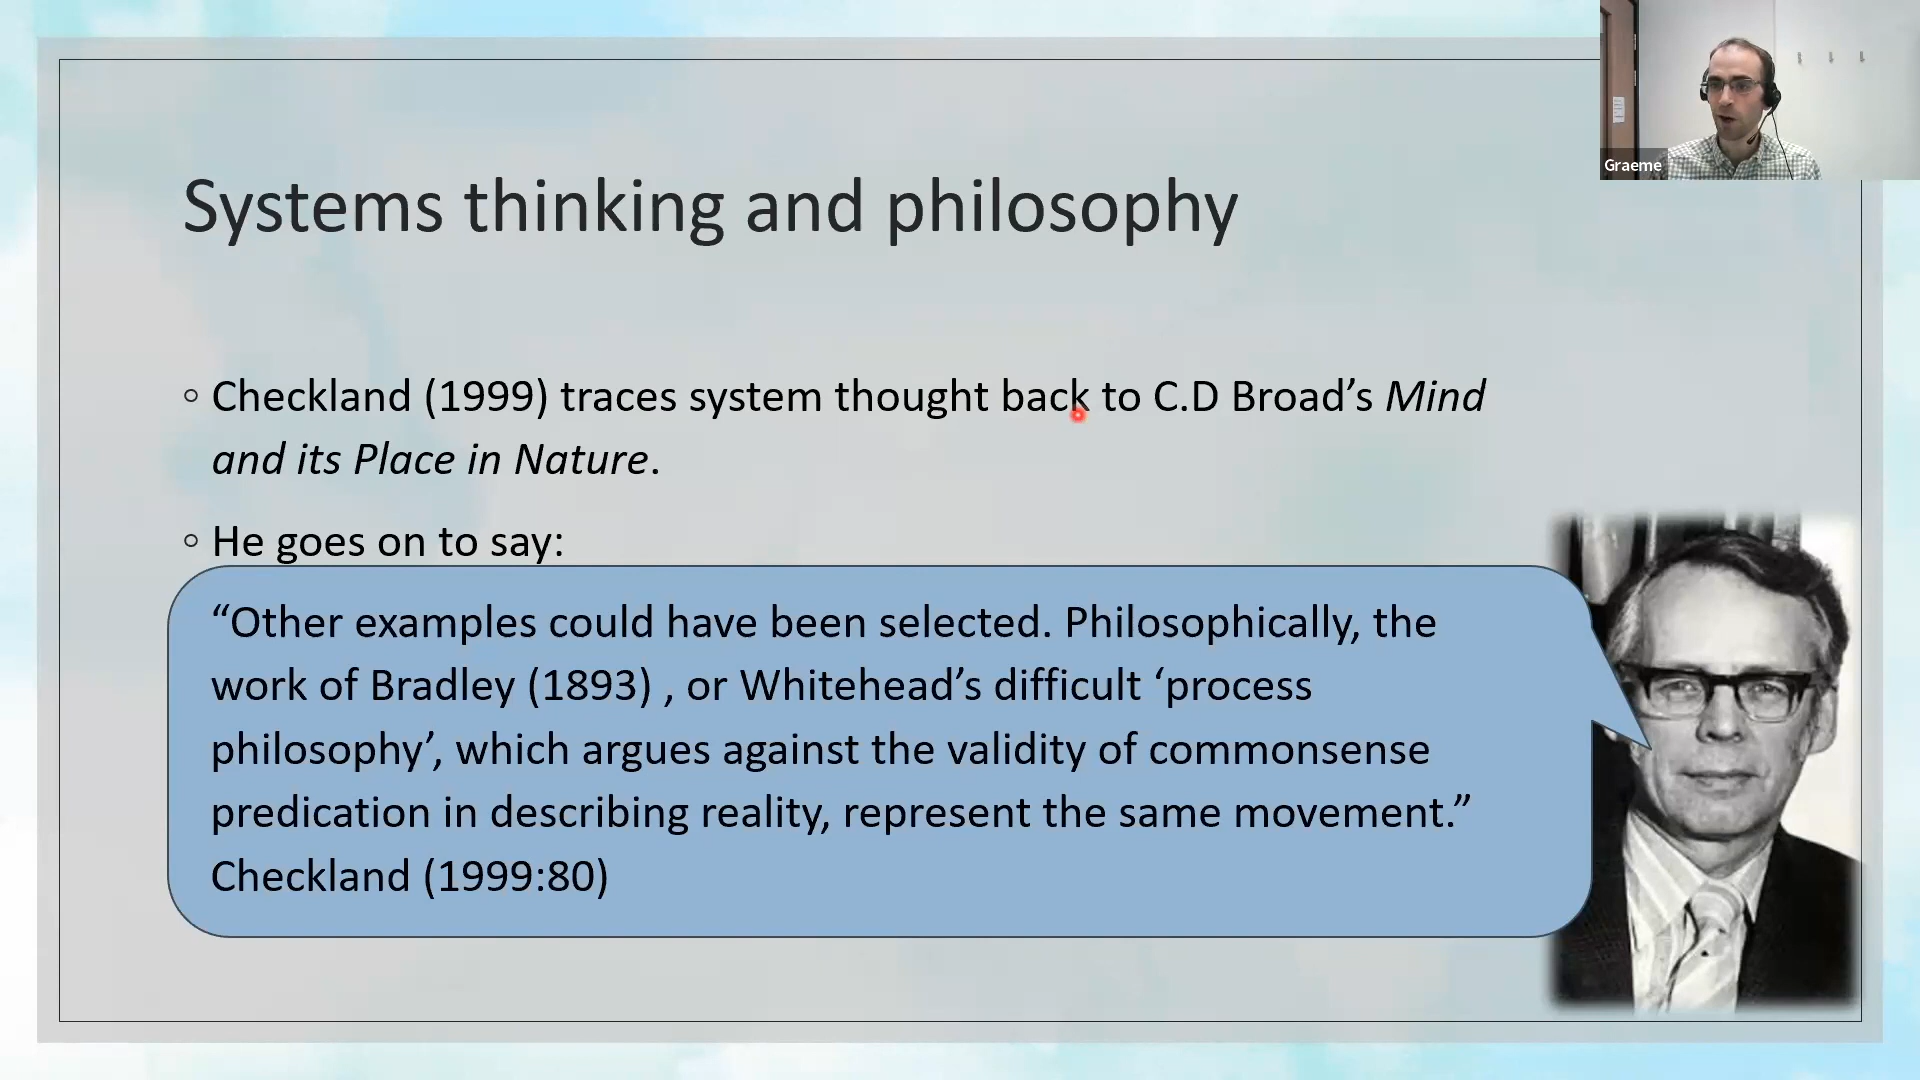 Graeme
Systems thinking and philosophy
◦ Checkland (1999) traces system thought back to C.D Broad’s Mind
and its Place in Nature.
◦ He goes on to say:
“Other examples could have been selected. Philosophically, the
work of Bradley (1893) , or Whitehead’s difficult ‘process
philosophy’, which argues against the validity of commonsense
predication in describing reality, represent the same movement.”
Checkland (1999:80)